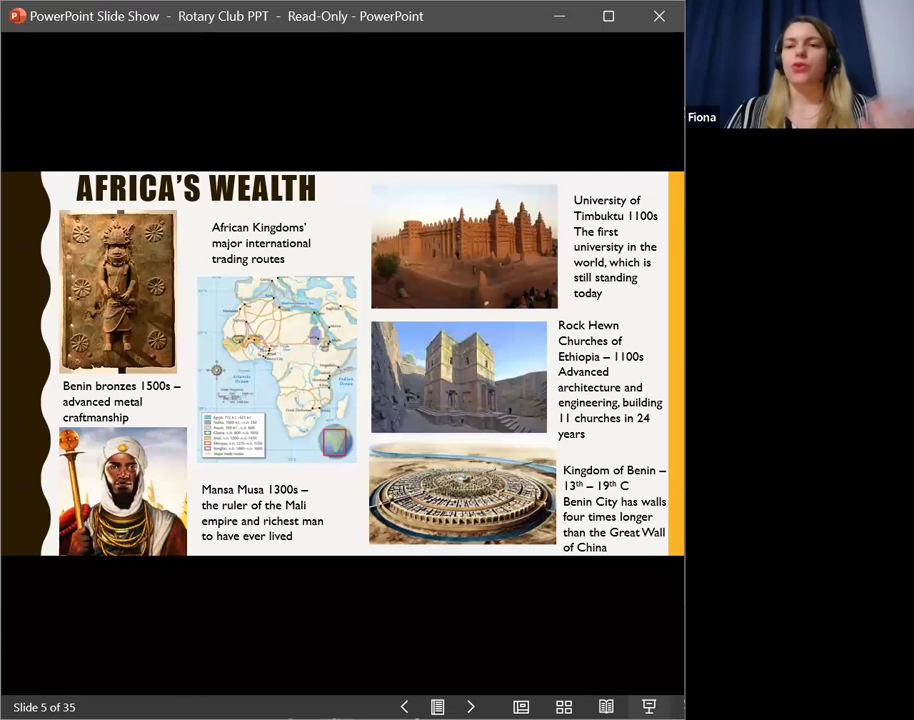 PowerPoint Slide Show - Rotary Club PPT - Read-Only - PowerPoint
Fiona
AFRICA'S WEALTH
African Kingdoms'
major international
trading routes
University of
Timbuktu 1100s
The first
university in the
world, which is
still standing
today
Rock Hewn
Churches of
Ethiopia – 1100s
Advanced
architecture and
engineering, building
11 churches in 24
years
Benin bronzes 1500s –
advanced metal
craftmanship
Mansa Musa 1300s –
the ruler of the Mali
empire and richest man
to have ever lived
Kingdom of Benin –
13th – 19th C
Benin City has walls
four times longer
than the Great Wall
of China
Slide 5 of 35